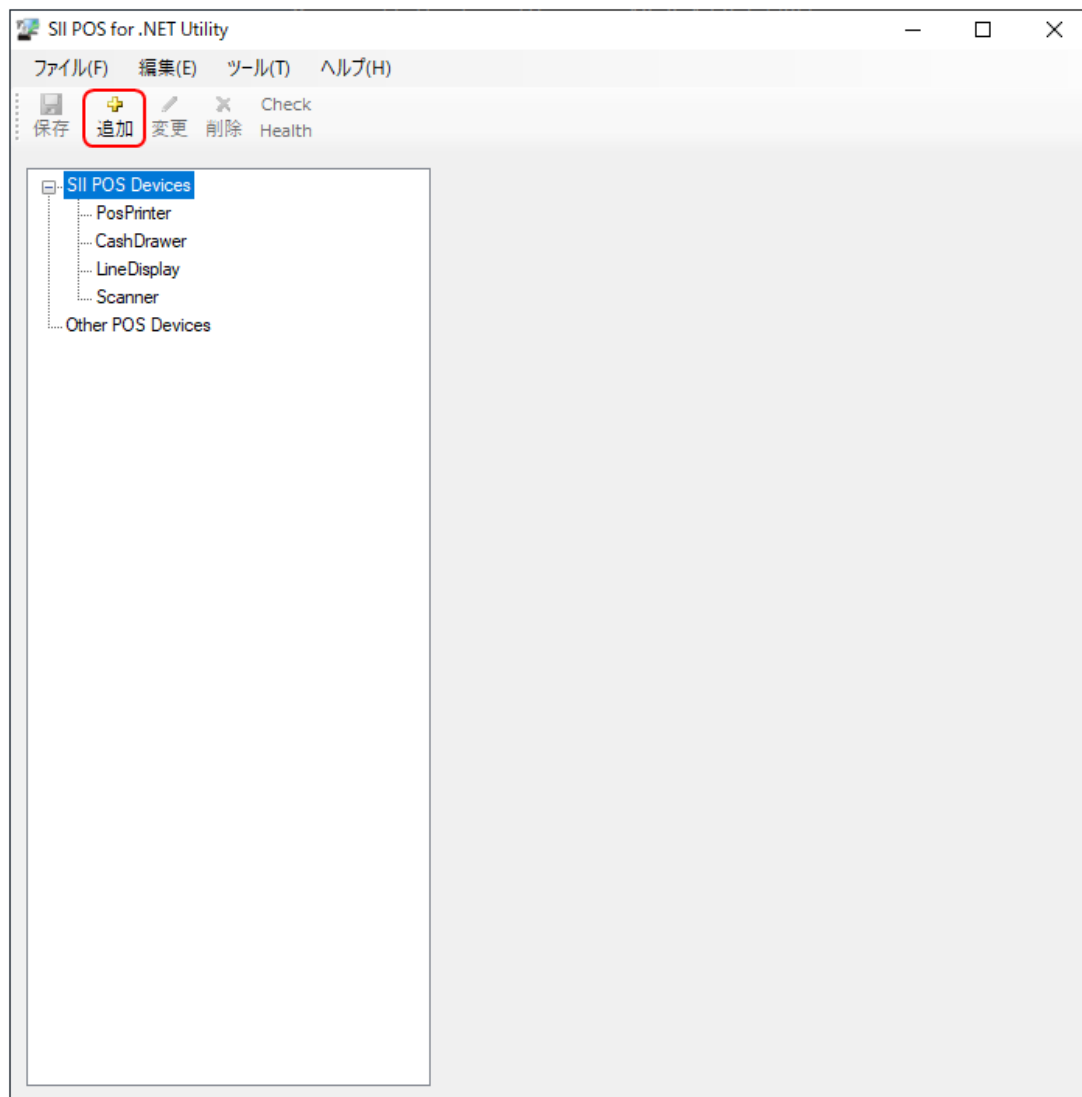 SII POS for .NET Utility
ファイル(F) 編集(E) ツール(T) ヘルプ(H)
保存 追加 変更 削除 Check Health
SII POS Devices
PosPrinter
CashDrawer
LineDisplay
Scanner
Other POS Devices